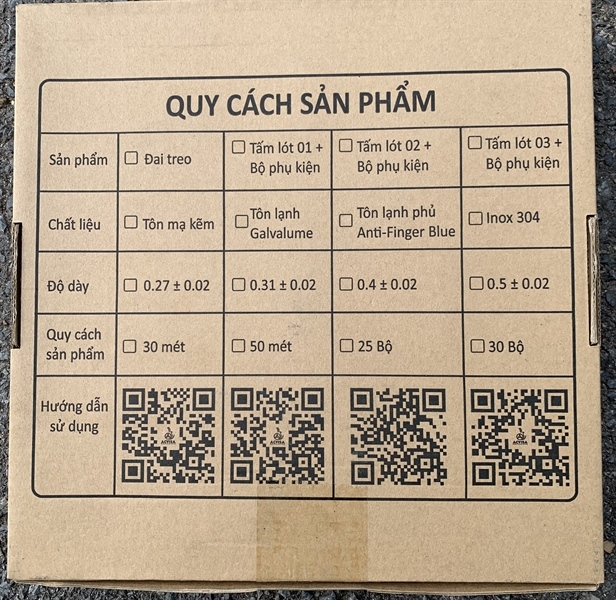 QUY CÁCH SẢN PHẨM
Sản phẩm
Đai treo
Tấm lót 01 +
Bộ phụ kiện
Tấm lót 02 +
Bộ phụ kiện
Tấm lót 03 +
Bộ phụ kiện
Chất liệu
Tôn mạ kẽm
Tôn lạnh
Galvalume
Tôn lạnh phủ
Anti-Finger Blue
Inox 304
Độ dày
0.27 ± 0.02
0.31 ± 0.02
0.4 ± 0.02
0.5 ± 0.02
Quy cách
sản phẩm
30 mét
50 mét
25 Bộ
30 Bộ
Hướng dẫn
sử dụng